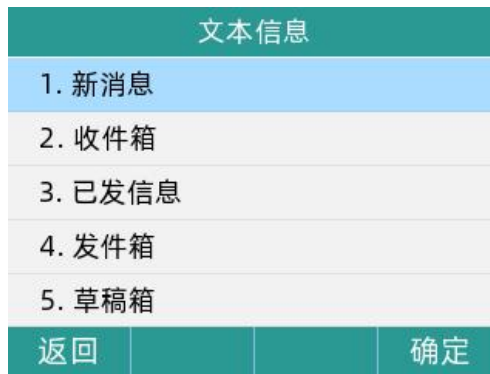 文本信息
1. 新消息
2. 收件箱
3. 已发信息
4. 发件箱
5. 草稿箱
返回 确定